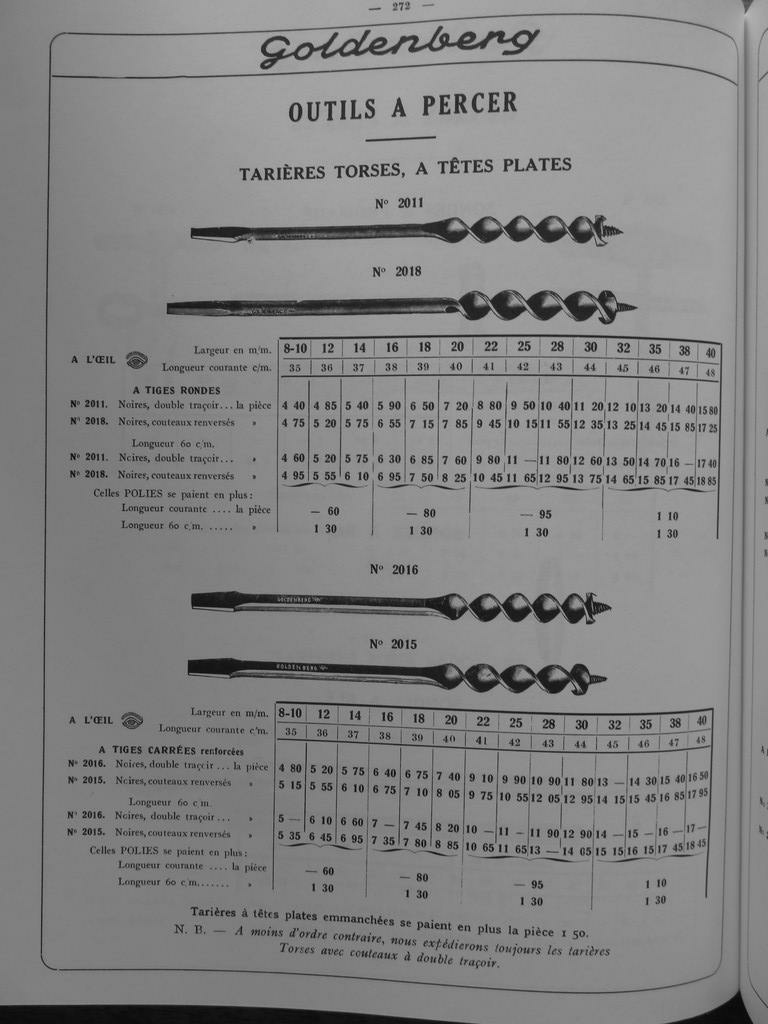 — 272 —
Goldenberg
OUTILS A PERCER
TARIÈRES TORSES, A TÊTES PLATES
Nº 2011
Nº 2018
A L'ŒIL Largeur en m/m. 8-10 12 14 16 18 20 22 25 28 30 32 35 38 40
Longueur courante c/m. 35 36 37 38 39 40 41 42 43 44 45 46 47 48
A TIGES RONDES
Nº 2011. Noires, double traçoir... la pièce 4 40 4 85 5 40 5 90 6 50 7 20 8 80 9 50 10 40 11 20 12 10 13 20 14 40 15 80
Nº 2018. Noires, couteaux renversés » 4 75 5 20 5 75 6 55 7 15 7 85 9 45 10 15 11 55 12 35 13 25 14 45 15 85 17 25
Longueur 60 c/m.
Nº 2011. Noires, double traçoir... » 4 60 5 20 5 75 6 30 6 85 7 60 9 80 11 — 11 80 12 60 13 50 14 70 16 — 17 40
Nº 2018. Noires, couteaux renversés » 4 95 5 55 6 10 6 95 7 50 8 25 10 45 11 65 12 95 13 75 14 65 15 85 17 45 18 85
Celles POLIES se paient en plus :
Longueur courante .... la pièce — 60 — 80 — 95 1 10
Longueur 60 c/m. ..... » 1 30 1 30 1 30 1 30
Nº 2016
GOLDENBERG
Nº 2015
GOLDENBERG
A L'ŒIL Largeur en m/m. 8-10 12 14 16 18 20 22 25 28 30 32 35 38 40
Longueur courante c/m. 35 36 37 38 39 40 41 42 43 44 45 46 47 48
A TIGES CARRÉES renforcées
Nº 2016. Noires, double traçoir ... la pièce 4 80 5 20 5 75 6 40 6 75 7 40 9 10 9 90 10 90 11 80 13 — 14 30 15 40 16 50
Nº 2015. Noires, couteaux renversés » 5 15 5 55 6 10 6 75 7 10 8 05 9 75 10 55 12 05 12 95 14 15 15 45 16 85 17 95
Longueur 60 c/m.
Nº 2016. Noires, double traçoir ... » 5 — 6 10 6 60 7 — 7 45 8 20 10 — 11 — 11 90 12 90 14 — 15 — 16 — 17 —
Nº 2015. Noires, couteaux renversés » 5 35 6 45 6 95 7 35 7 80 8 85 10 65 11 65 13 — 14 05 15 15 16 15 17 45 18 45
Celles POLIES se paient en plus :
Longueur courante .... la pièce — 60 — 80 — 95 1 10
Longueur 60 c/m....... » 1 30 1 30 1 30 1 30
Tarières à têtes plates emmanchées se paient en plus la pièce 1 50.
N. B. — A moins d'ordre contraire, nous expédierons toujours les tarières
Torses avec couteaux à double traçoir.